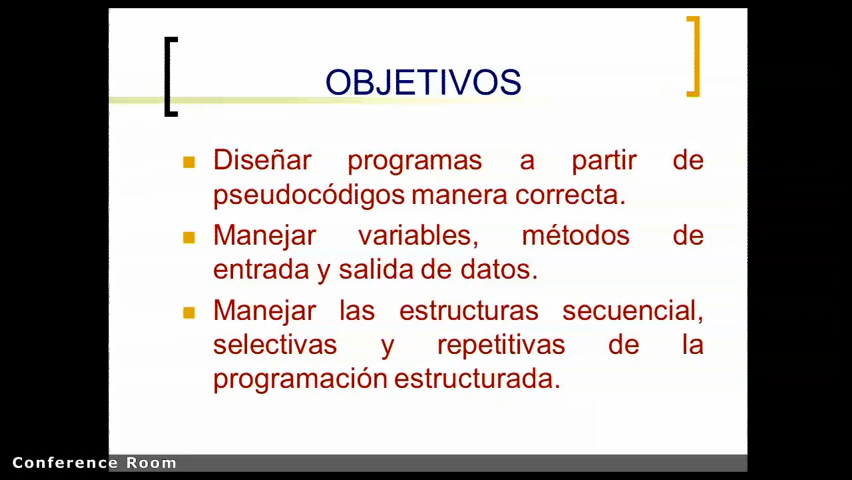 OBJETIVOS
Diseñar programas a partir de
pseudocódigos manera correcta.
Manejar variables, métodos de
entrada y salida de datos.
Manejar las estructuras secuencial,
selectivas y repetitivas de la
programación estructurada.
Conference Room